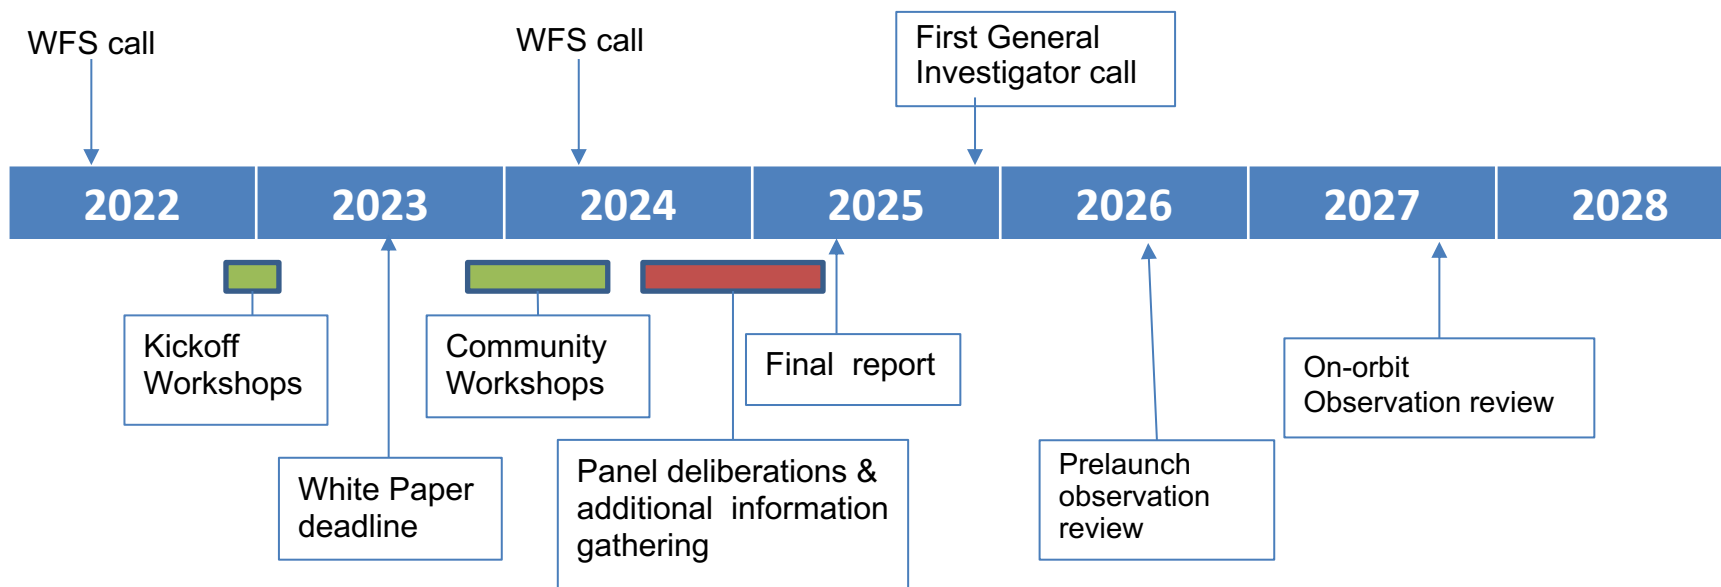 WFS call
WFS call
First General
Investigator call
2022
2023
2024
2025
2026
2027
2028
Kickoff
Workshops
White Paper
deadline
Community
Workshops
Panel deliberations &
additional information
gathering
Final report
Prelaunch
observation
review
On-orbit
Observation review